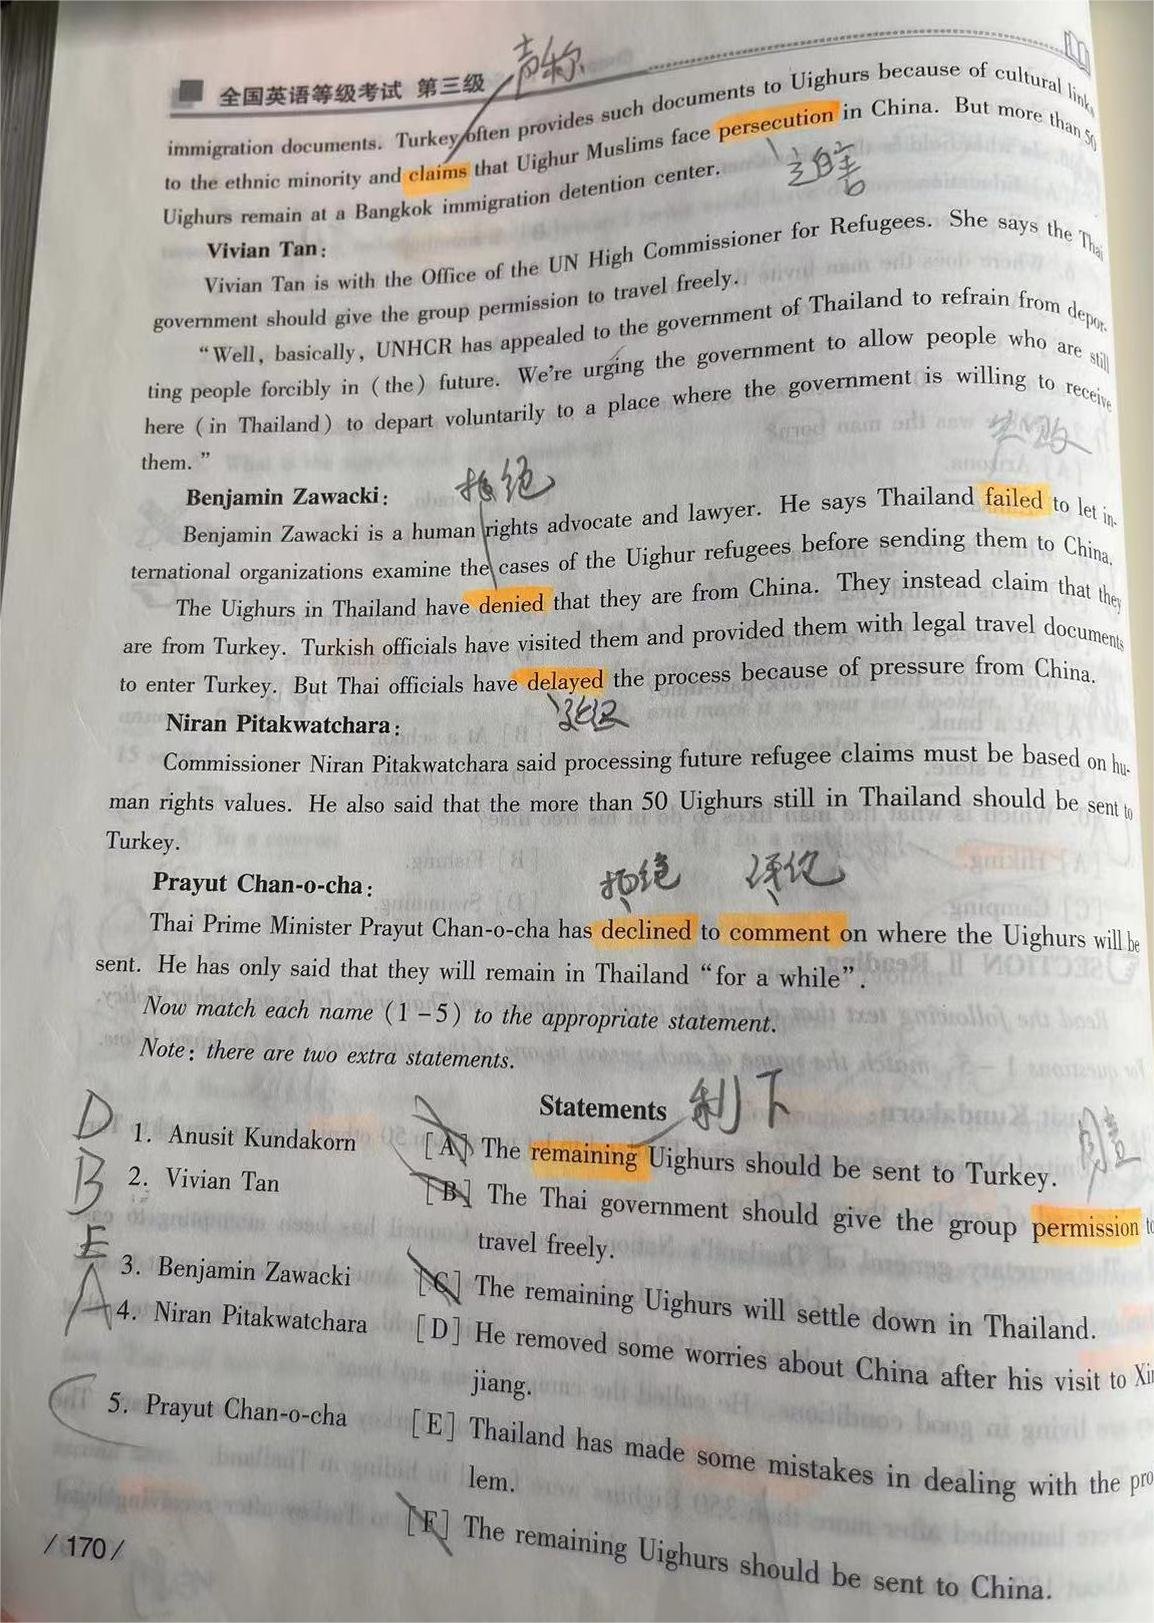 声称
全国英语等级考试 第三级
immigration documents. Turkey often provides such documents to Uighurs because of cultural links
to the ethnic minority and claims that Uighur Muslims face persecution in China. But more than 50
迫害
Uighurs remain at a Bangkok immigration detention center.
Vivian Tan:
Vivian Tan is with the Office of the UN High Commissioner for Refugees. She says the Thai
government should give the group permission to travel freely.
“Well, basically, UNHCR has appealed to the government of Thailand to refrain from depor-
ting people forcibly in (the) future. We're urging the government to allow people who are still
here (in Thailand) to depart voluntarily to a place where the government is willing to receive
them.”
失败
拒绝
Benjamin Zawacki:
Benjamin Zawacki is a human rights advocate and lawyer. He says Thailand failed to let in-
ternational organizations examine the cases of the Uighur refugees before sending them to China.
The Uighurs in Thailand have denied that they are from China. They instead claim that they
are from Turkey. Turkish officials have visited them and provided them with legal travel documents
to enter Turkey. But Thai officials have delayed the process because of pressure from China.
Niran Pitakwatchara:
Commissioner Niran Pitakwatchara said processing future refugee claims must be based on hu-
man rights values. He also said that the more than 50 Uighurs still in Thailand should be sent to
Turkey.
拒绝
评论
Prayut Chan-o-cha:
Thai Prime Minister Prayut Chan-o-cha has declined to comment on where the Uighurs will be
sent. He has only said that they will remain in Thailand “for a while”.
Now match each name (1-5) to the appropriate statement.
Note: there are two extra statements.
Statements
剩下
D 1. Anusit Kundakorn
B 2. Vivian Tan
E 3. Benjamin Zawacki
A 4. Niran Pitakwatchara
C 5. Prayut Chan-o-cha
[A] The remaining Uighurs should be sent to Turkey.
[B] The Thai government should give the group permission to
travel freely.
[C] The remaining Uighurs will settle down in Thailand.
[D] He removed some worries about China after his visit to Xin
jiang.
[E] Thailand has made some mistakes in dealing with the pro
lem.
[F] The remaining Uighurs should be sent to China.
/ 170 /